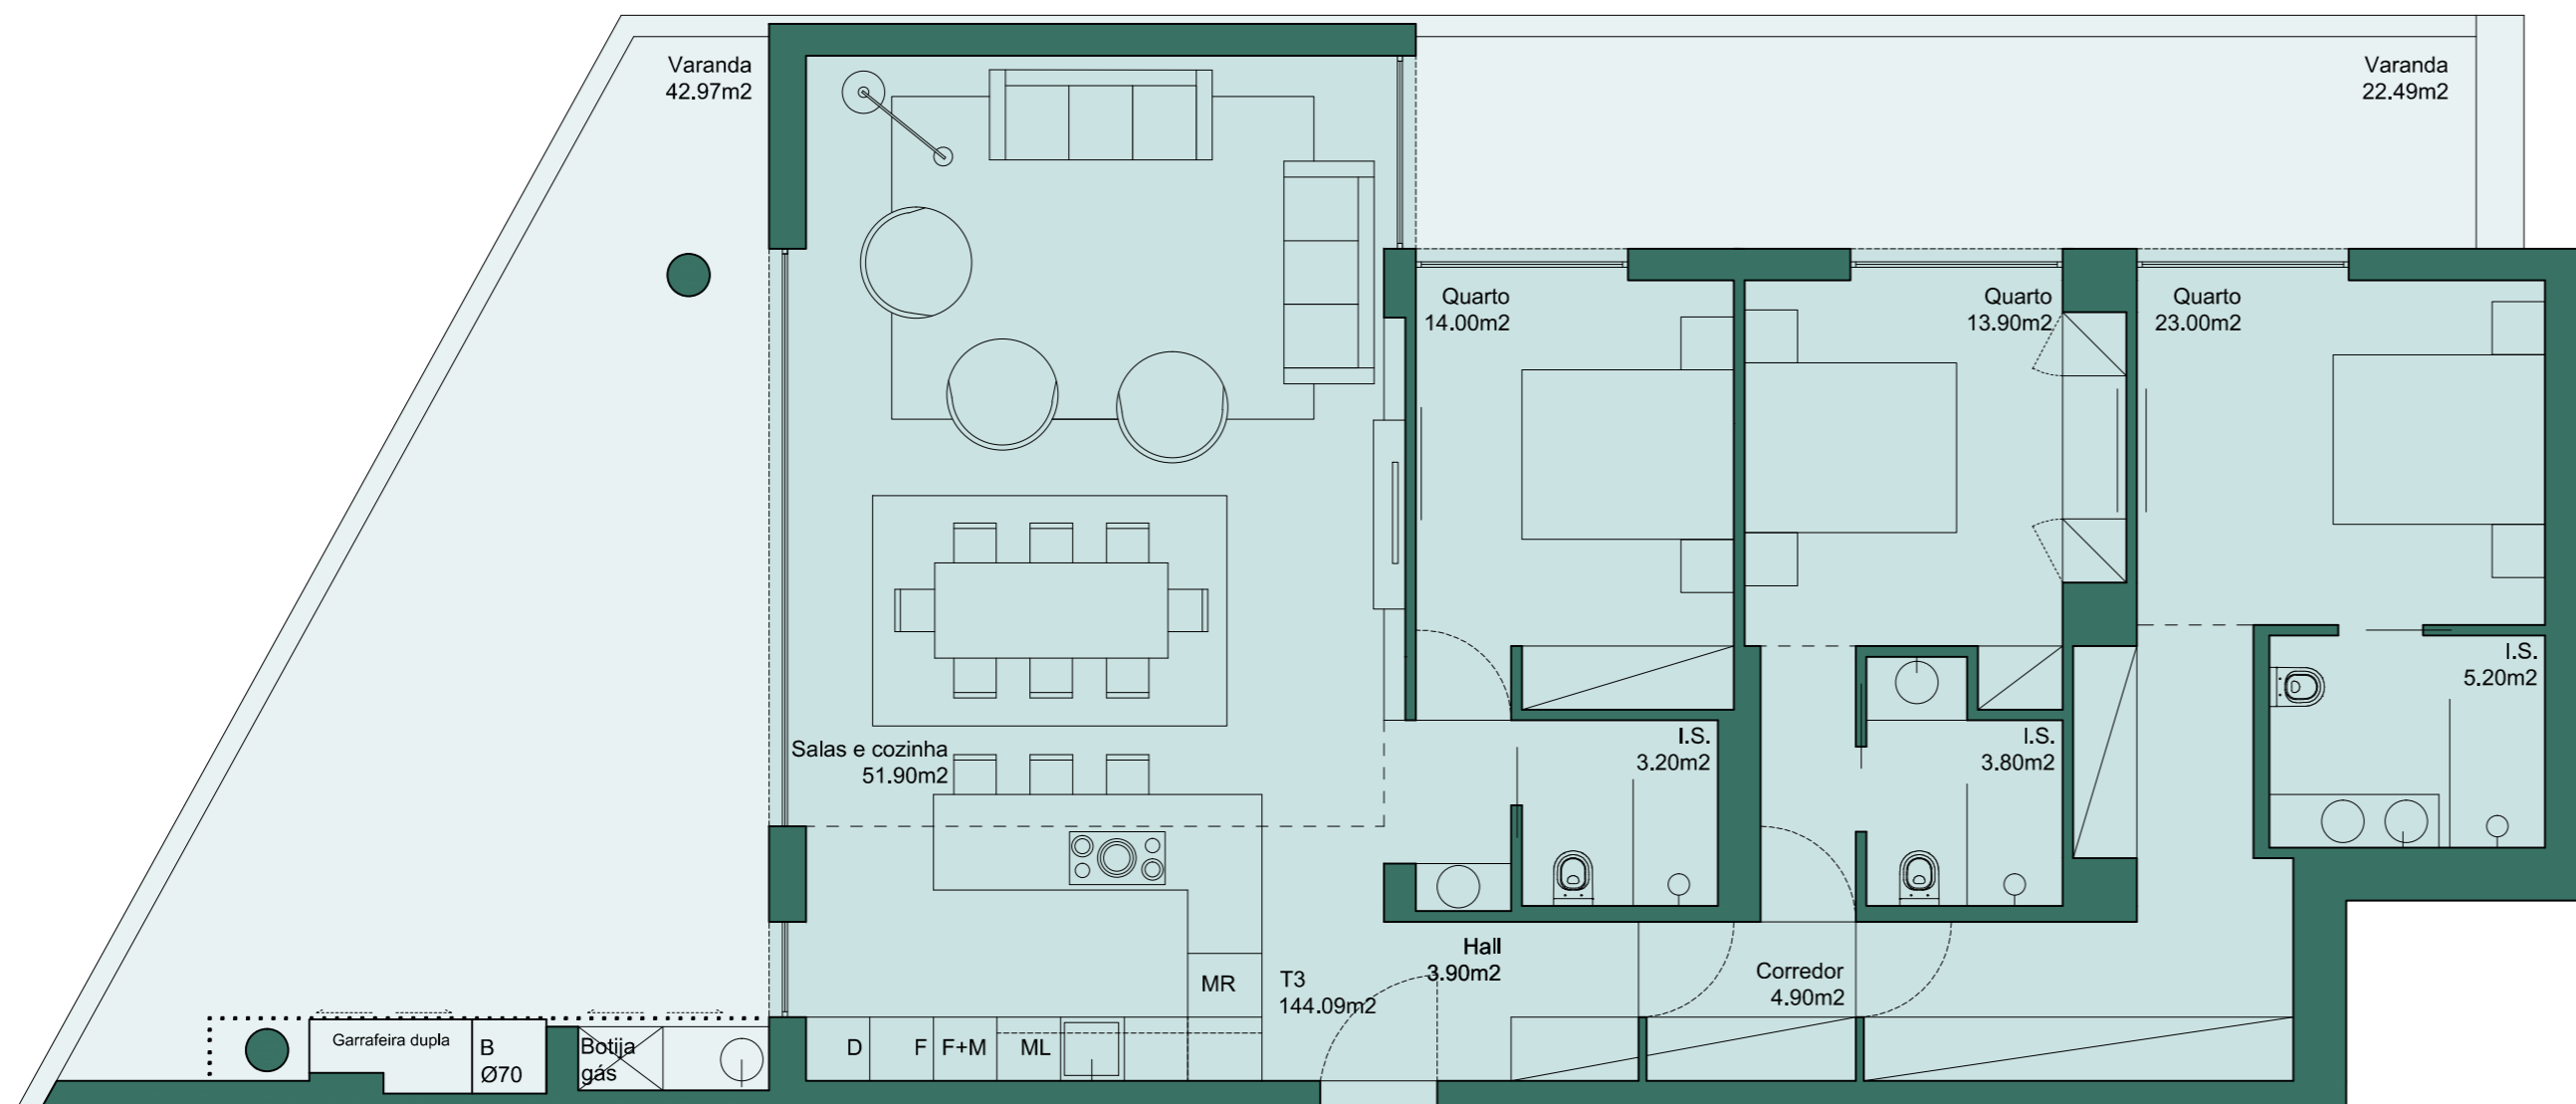 Varanda
42.97m2
Varanda
22.49m2
Quarto
14.00m2
Quarto
13.90m2
Quarto
23.00m2
I.S.
5.20m2
Salas e cozinha
51.90m2
I.S.
3.20m2
I.S.
3.80m2
Hall
3.90m2
T3
144.09m2
Corredor
4.90m2
MR
D
F
F+M
ML
Garrafeira dupla
B
Ø70
Botija
gás